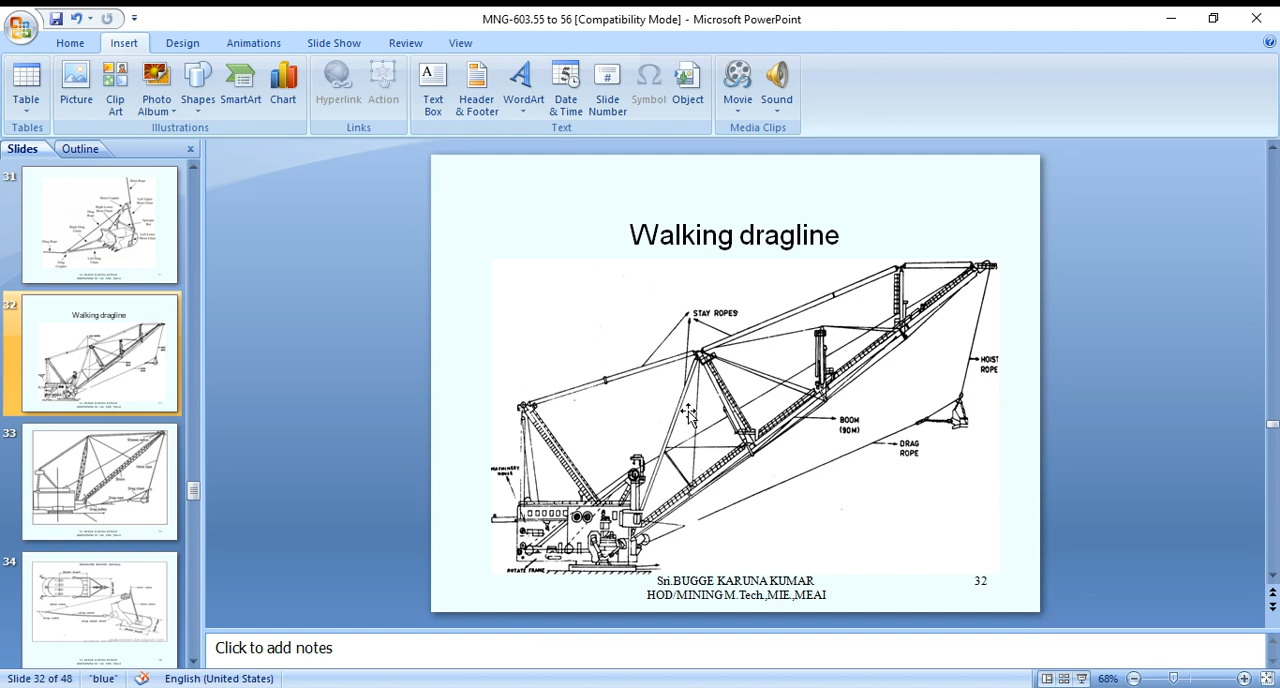 MNG-603.55 to 56 [Compatibility Mode] - Microsoft PowerPoint
Home Insert Design Animations Slide Show Review View
Table
Picture
Clip Art
Photo Album
Shapes
SmartArt
Chart
Hyperlink
Action
Text Box
Header & Footer
WordArt
Date & Time
Slide Number
Symbol
Object
Movie
Sound
Tables Illustrations Links Text Media Clips
Slides Outline
31
32
Walking dragline
33
34
Walking dragline
STAY ROPES
HOIST
ROPE
BOOM
(90M)
DRAG
ROPE
MACHINERY
HOUSE
ROTATE FRAME
Sri.BUGGE KARUNA KUMAR
HOD/MINING M.Tech.,MIE.,MEAI
32
Click to add notes
Slide 32 of 48 "blue" English (United States) 68%